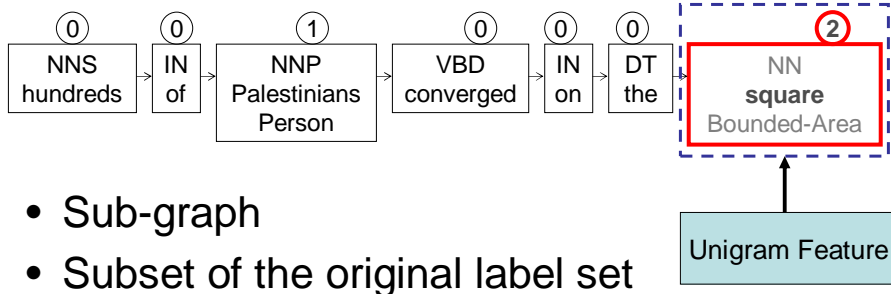 0 0 1 0 0 0 2
NNS IN NNP VBD IN DT NN
hundreds of Palestinians converged on the square
Person Bounded-Area
Unigram Feature
• Sub-graph
• Subset of the original label set